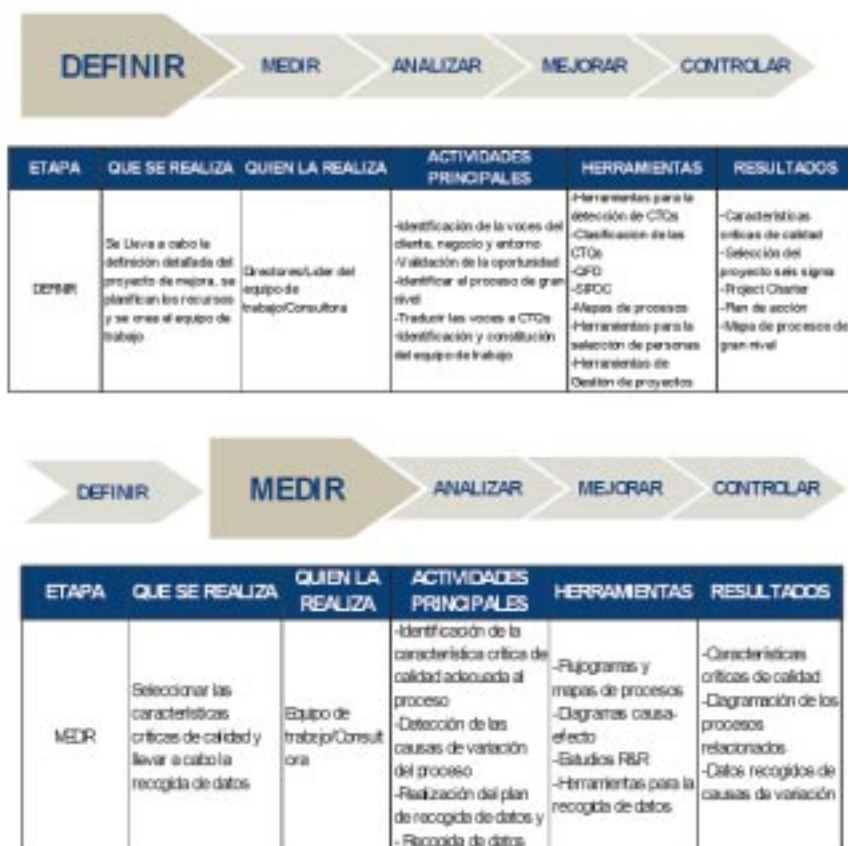 DEFINIR
MEDIR
ANALIZAR
MEJORAR
CONTROLAR
ETAPA
QUE SE REALIZA
QUIEN LA REALIZA
ACTIVIDADES
PRINCIPALES
HERRAMIENTAS
RESULTADOS
DEFINIR
Se Lleva a cabo la
definición detallada del
proyecto de mejora, se
planifican los recursos
y se crea el equipo de
trabajo
Directores/Lider del
equipo de
trabajo/Consultora
-Identificación de la voces del
cliente, negocio y entorno
-Validación de la oportunidad
-Identificar el proceso de gran
nivel
-Traducir las voces a CTQs
-Identificación y constitución
del equipo de trabajo
-Herramientas para la
detección de CTQs
-Clasificación de las
CTQs
-QFD
-SIPOC
-Mapas de procesos
-Herramientas para la
selección de personas
-Herramientas de
Gestión de proyectos
-Características
críticas de calidad
-Selección del
proyecto seis sigma
-Project Charter
-Plan de acción
-Mapa de procesos de
gran nivel
DEFINIR
MEDIR
ANALIZAR
MEJORAR
CONTROLAR
ETAPA
QUE SE REALIZA
QUIEN LA
REALIZA
ACTIVIDADES
PRINCIPALES
HERRAMIENTAS
RESULTADOS
MEDIR
Seleccionar las
características
críticas de calidad y
llevar a cabo la
recogida de datos
Equipo de
trabajo/Consult
ora
-Identificación de la
característica crítica de
calidad adecuada al
proceso
-Detección de las
causas de variación
del proceso
-Realización del plan
de recogida de datos y
- Recogida de datos
-Flujogramas y
mapas de procesos
-Diagramas causa-
efecto
-Estudios R&R
-Herramientas para la
recogida de datos
-Características
críticas de calidad
-Diagramación de los
procesos
relacionados
-Datos recogidos de
causas de variación